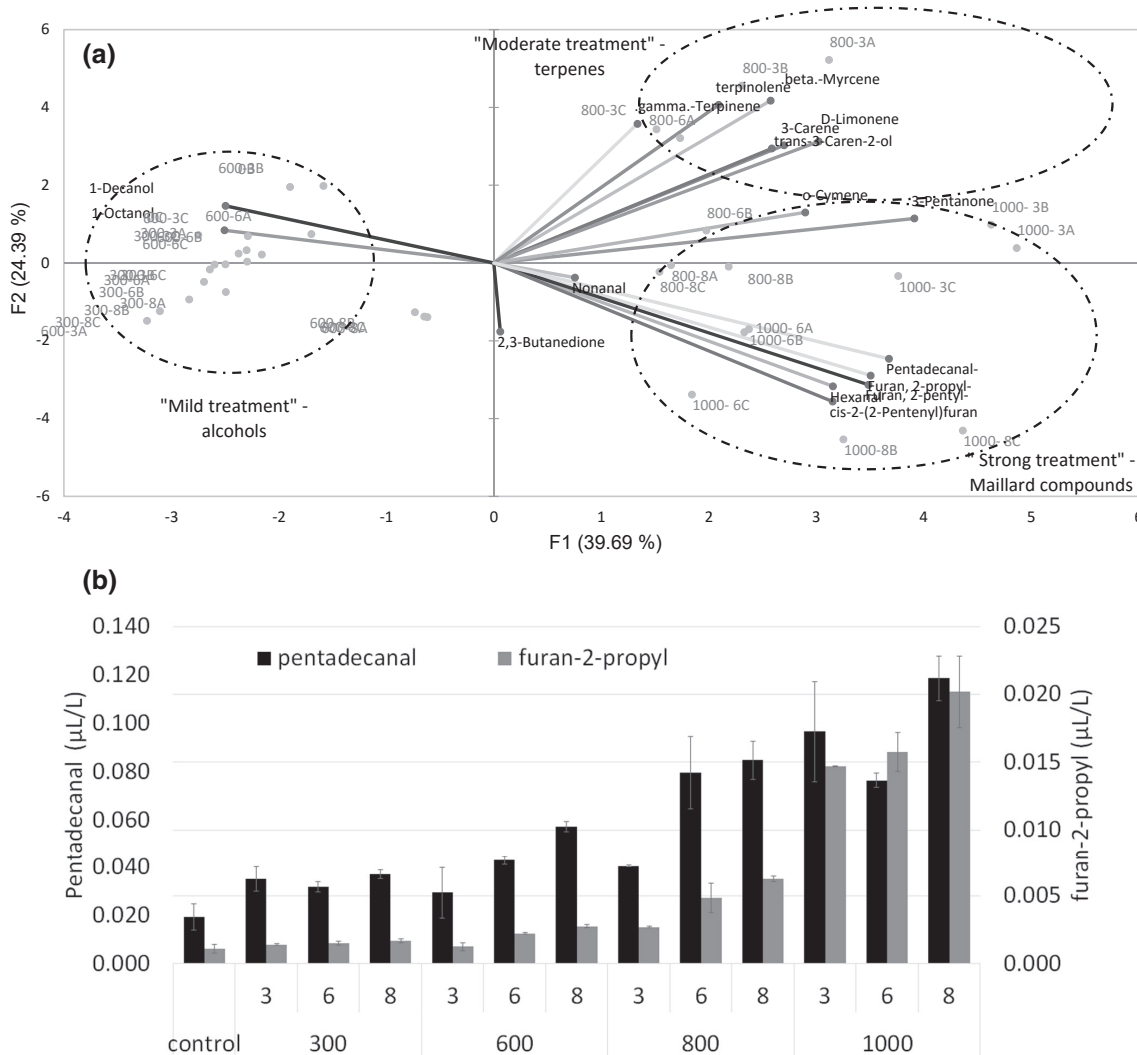 (a)
"Moderate treatment" -
terpenes
800-3A
800-3B
beta.-Myrcene
terpinolene
800-3C
gamma.-Terpinene
800-6A
D-Limonene
3-Carene
trans-3-Caren-2-ol
o-Cymene
3-Pentanone
1000- 3B
1000- 3A
800-6B
800-8A
800-8B
800-8C
1000- 3C
Nonanal
2,3-Butanedione
1000- 6A
1000- 6B
Pentadecanal-
Furan, 2-propyl-
Furan, 2-pentyl-
Hexanal
cis-2-(2-Pentenyl)furan
1000- 6C
1000-8B
1000- 8C
" Strong treatment" -
Maillard compounds
600-3B
1-Decanol
1-Octanol
600-6A
600-6B
600-6C
300-6A
300-6B
300-8A
300-8B
300-8C
600-3A
"Mild treatment" -
alcohols
6
4
2
0
-2
-4
-6
F2 (24.39 %)
-4 -3 -2 -1 0 1 2 3 4 5 6
F1 (39.69 %)
(b)
pentadecanal furan-2-propyl
Pentadecanal (µL/L)
0.140
0.120
0.100
0.080
0.060
0.040
0.020
0.000
furan-2-propyl (µL/L)
0.025
0.020
0.015
0.010
0.005
0.000
3 6 8 3 6 8 3 6 8 3 6 8
control 300 600 800 1000